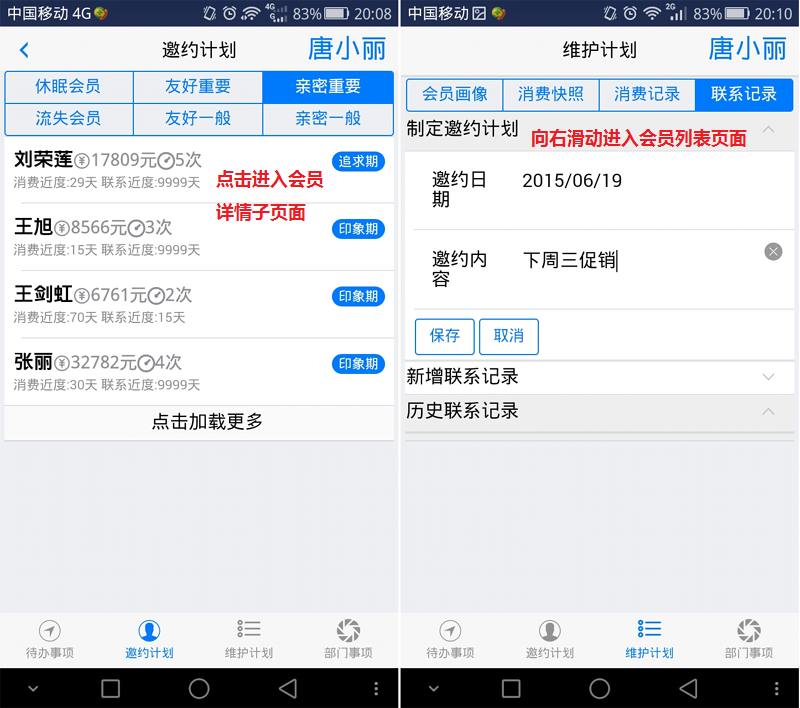 中国移动 4G
4G
G
83%
20:08
邀约计划
唐小丽
休眠会员
友好重要
亲密重要
流失会员
友好一般
亲密一般
刘荣莲¥17809元5次
追求期
消费近度:29天 联系近度:9999天
点击进入会员
详情子页面
王旭¥8566元3次
印象期
消费近度:15天 联系近度:9999天
王剑虹¥6761元2次
印象期
消费近度:70天 联系近度:15天
张丽¥32782元4次
印象期
消费近度:30天 联系近度:9999天
点击加载更多
待办事项
邀约计划
维护计划
部门事项
中国移动
2G
83%
20:10
维护计划
唐小丽
会员画像
消费快照
消费记录
联系记录
制定邀约计划
向右滑动进入会员列表页面
邀约日
期
2015/06/19
邀约内
容
下周三促销
保存
取消
新增联系记录
历史联系记录
待办事项
邀约计划
维护计划
部门事项